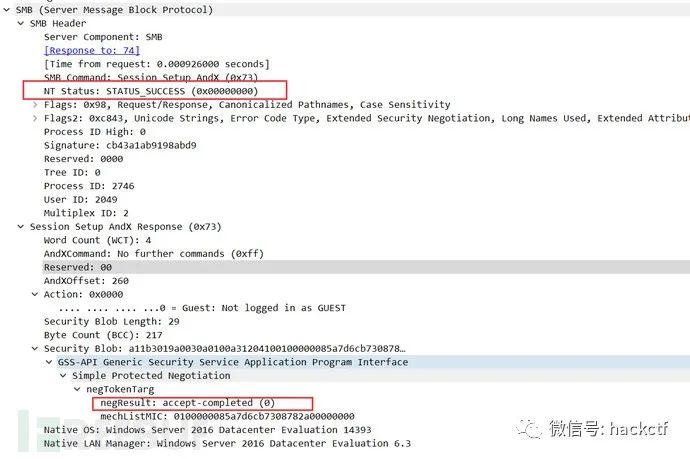 SMB (Server Message Block Protocol)
SMB Header
Server Component: SMB
[Response to: 74]
[Time from request: 0.000926000 seconds]
SMB Command: Session Setup AndX (0x73)
NT Status: STATUS_SUCCESS (0x00000000)
Flags: 0x98, Request/Response, Canonicalized Pathnames, Case Sensitivity
Flags2: 0xc843, Unicode Strings, Error Code Type, Extended Security Negotiation, Long Names Used, Extended Attribut
Process ID High: 0
Signature: cb43a1ab9198abd9
Reserved: 0000
Tree ID: 0
Process ID: 2746
User ID: 2049
Multiplex ID: 2
Session Setup AndX Response (0x73)
Word Count (WCT): 4
AndXCommand: No further commands (0xff)
Reserved: 00
AndXOffset: 260
Action: 0x0000
.... .... .... ...0 = Guest: Not logged in as GUEST
Security Blob Length: 29
Byte Count (BCC): 217
Security Blob: a11b3019a0030a0100a31204100100000085a7d6cb730878…
GSS-API Generic Security Service Application Program Interface
Simple Protected Negotiation
negTokenTarg
negResult: accept-completed (0)
mechListMIC: 0100000085a7d6cb7308782a00000000
Native OS: Windows Server 2016 Datacenter Evaluation 14393
Native LAN Manager: Windows Server 2016 Datacenter Evaluation 6.3
微信号: hackctf